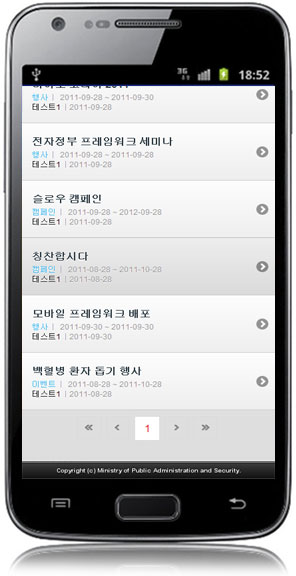 3G 18:52
행사 | 2011-09-28 ~ 2011-09-30
테스트1 | 2011-09-28
전자정부 프레임워크 세미나
행사 | 2011-09-28 ~ 2011-09-28
테스트1 | 2011-09-28
슬로우 캠페인
캠페인 | 2011-09-28 ~ 2012-09-28
테스트1 | 2011-09-28
칭찬합시다
캠페인 | 2011-08-28 ~ 2011-10-28
테스트1 | 2011-09-28
모바일 프레임워크 배포
행사 | 2011-09-30 ~ 2011-09-30
테스트1 | 2011-09-28
백혈병 환자 돕기 행사
이벤트 | 2011-08-28 ~ 2011-10-28
테스트1 | 2011-08-28
« ‹ 1 › »
Copyright (c) Ministry of Public Administration and Security.